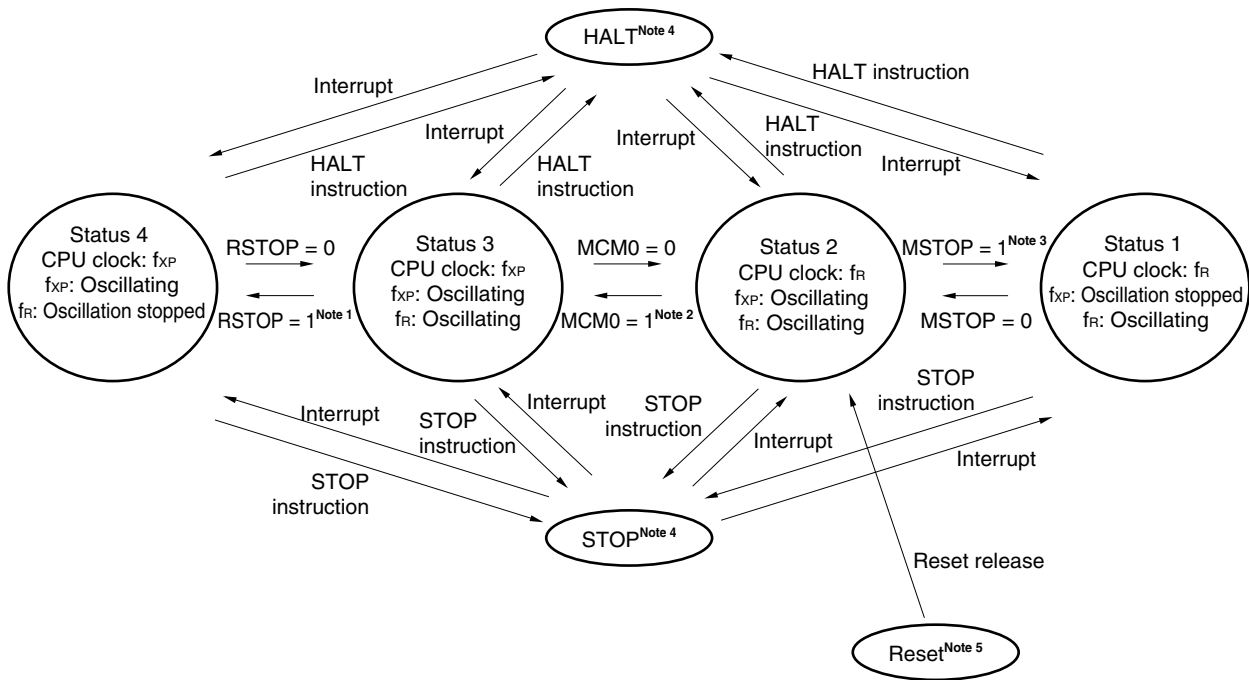 HALTNote 4
Interrupt
HALT instruction
Interrupt
HALT
instruction
Interrupt
HALT
instruction
Interrupt
HALT
instruction
Status 4
CPU clock: fXP
fXP: Oscillating
fR: Oscillation stopped
RSTOP = 0
RSTOP = 1Note 1
Status 3
CPU clock: fXP
fXP: Oscillating
fR: Oscillating
MCM0 = 0
MCM0 = 1Note 2
Status 2
CPU clock: fR
fXP: Oscillating
fR: Oscillating
MSTOP = 1Note 3
MSTOP = 0
Status 1
CPU clock: fR
fXP: Oscillation stopped
fR: Oscillating
Interrupt
STOP
instruction
STOP
instruction
Interrupt
STOP
instruction
Interrupt
STOP
instruction
Interrupt
STOPNote 4
Reset release
ResetNote 5